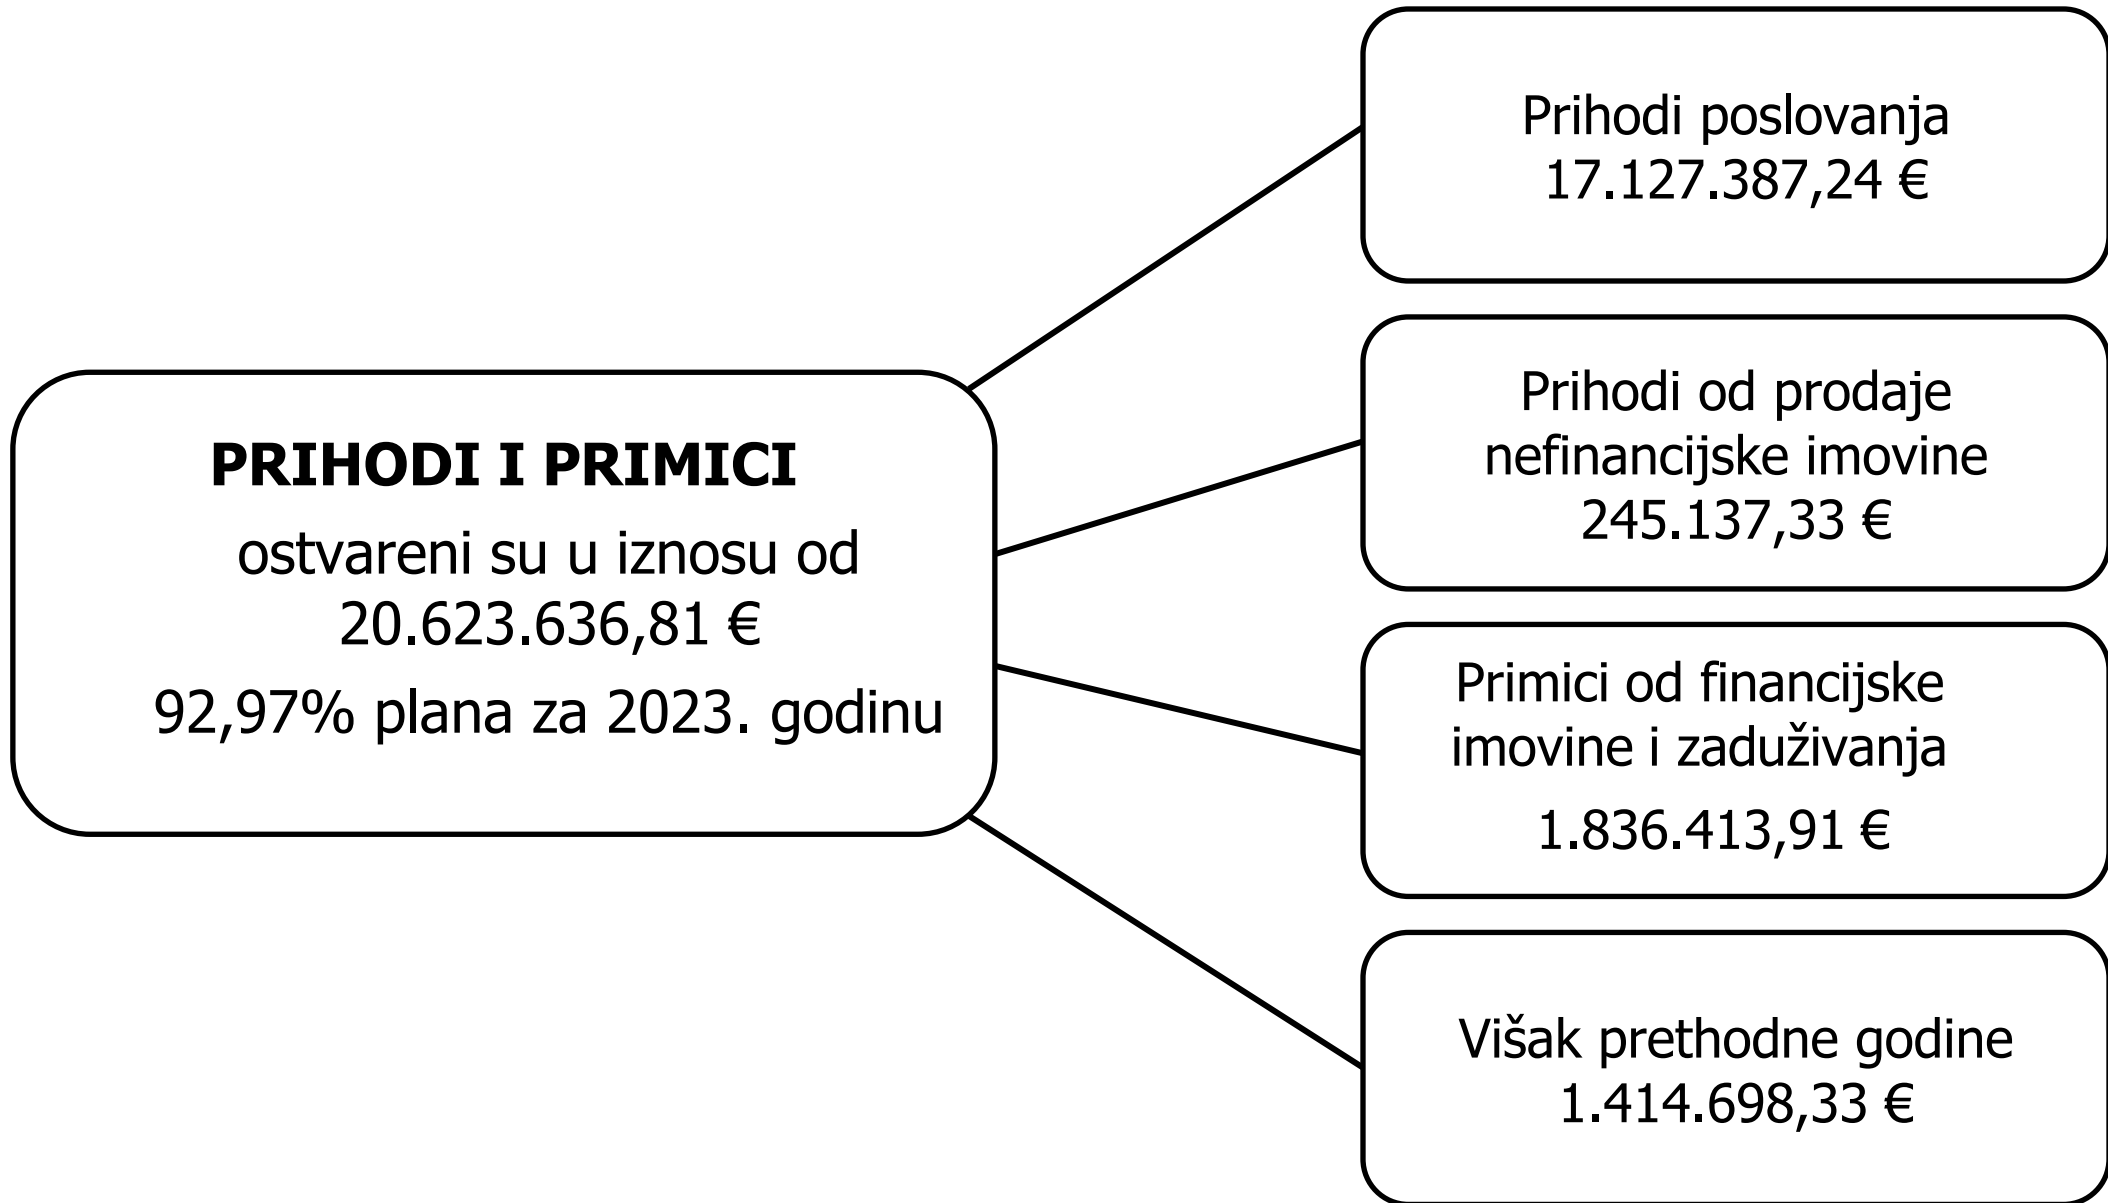 PRIHODI I PRIMICI
ostvareni su u iznosu od
20.623.636,81 €
92,97% plana za 2023. godinu
Prihodi poslovanja
17.127.387,24 €
Prihodi od prodaje
nefinancijske imovine
245.137,33 €
Primici od financijske
imovine i zaduživanja
1.836.413,91 €
Višak prethodne godine
1.414.698,33 €